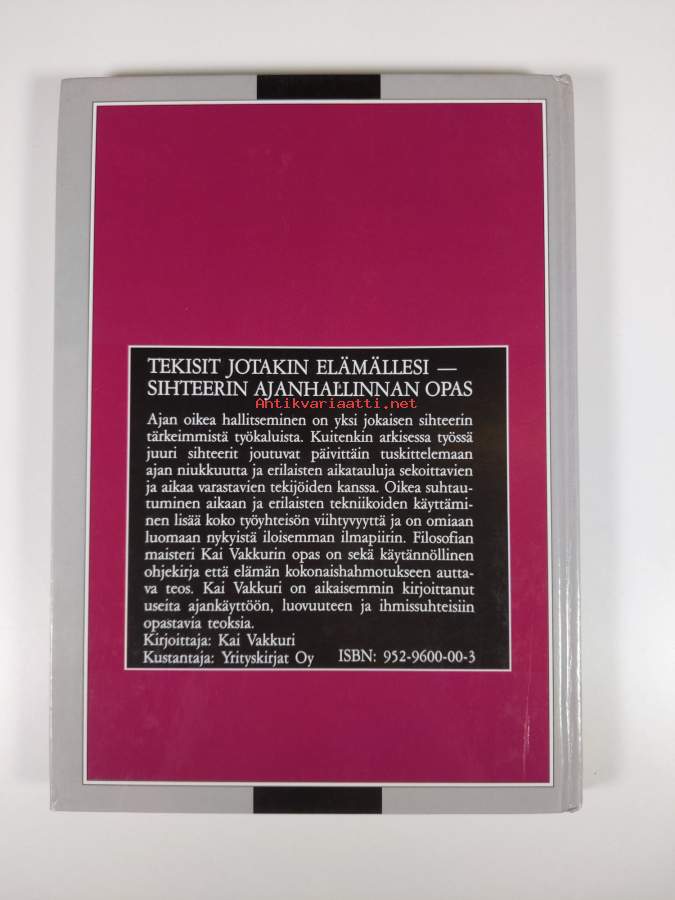 TEKISIT JOTAKIN ELÄMÄLLESI —
SIHTEERIN AJANHALLINNAN OPAS
Antikvariaatti.net
Ajan oikea hallitseminen on yksi jokaisen sihteerin
tärkeimmistä työkaluista. Kuitenkin arkisessa työssä
juuri sihteerit joutuvat päivittäin tuskittelemaan
ajan niukkuutta ja erilaisten aikatauluja sekoittavien
ja aikaa varastavien tekijöiden kanssa. Oikea suhtau-
tuminen aikaan ja erilaisten tekniikoiden käyttämi-
nen lisää koko työyhteisön viihtyvyyttä ja on omiaan
luomaan nykyistä iloisemman ilmapiirin. Filosofian
maisteri Kai Vakkurin opas on sekä käytännöllinen
ohjekirja että elämän kokonaishahmotukseen autta-
va teos. Kai Vakkuri on aikaisemmin kirjoittanut
useita ajankäyttöön, luovuuteen ja ihmissuhteisiin
opastavia teoksia.
Kirjoittaja: Kai Vakkuri
Kustantaja: Yrityskirjat Oy ISBN: 952-9600-00-3